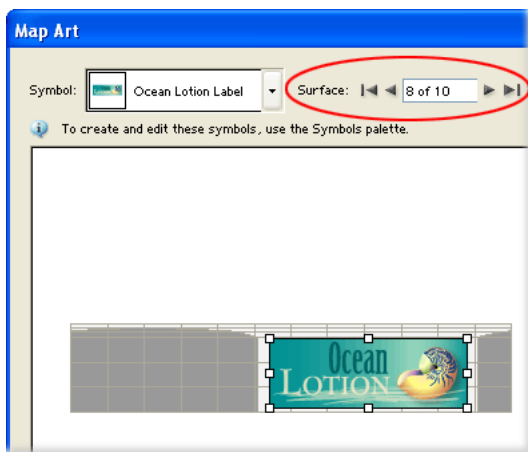 Map Art
Symbol: Ocean Lotion Label Surface: 8 of 10
To create and edit these symbols, use the Symbols palette.
Ocean
LOTION